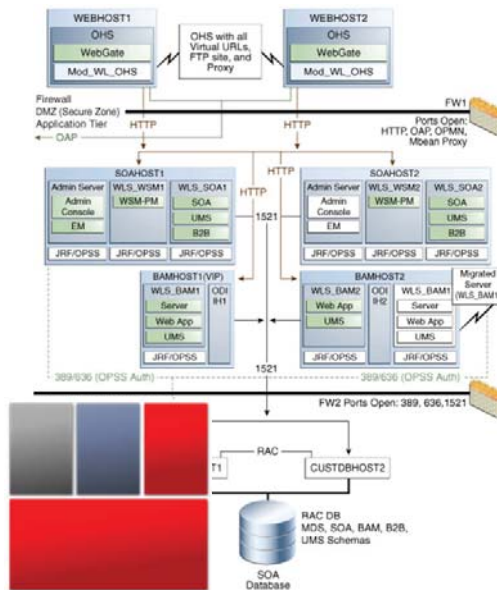 WEBHOST1
OHS
WebGate
Mod_WL_OHS
OHS with all
Virtual URLs,
FTP site, and
Proxy
WEBHOST2
OHS
WebGate
Mod_WL_OHS
Firewall
DMZ (Secure Zone)
Application Tier
OAP
HTTP
HTTP
FW1
Ports Open:
HTTP, OAP, OPMN,
Mbean Proxy
HTTP
HTTP
SOAHOST1
Admin Server
Admin
Console
EM
JRF/OPSS
WLS_WSM1
WSM-PM
JRF/OPSS
WLS_SOA1
SOA
UMS
B2B
JRF/OPSS
1521
SOAHOST2
Admin Server
Admin
Console
EM
JRF/OPSS
WLS_WSM2
WSM-PM
JRF/OPSS
WLS_SOA2
SOA
UMS
B2B
JRF/OPSS
BAMHOST1(VIP)
WLS_BAM1
Server
Web App
UMS
JRF/OPSS
ODI
IH1
BAMHOST2
WLS_BAM2
Web App
UMS
JRF/OPSS
ODI
IH2
WLS_BAM1
Server
Web App
UMS
Migrated
Server
(WLS_BAM1
1521
389/636 (OPSS Auth)
389/636 (OPSS Auth)
FW2 Ports Open: 389, 636,1521
T1
RAC
CUSTDBHOST2
RAC DB
MDS, SOA, BAM, B2B,
UMS Schemas
SOA
Database